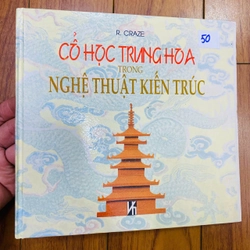 R. CRAZE
50
CỔ HỌC TRUNG HOA
TRONG
NGHỆ THUẬT KIẾN TRÚC